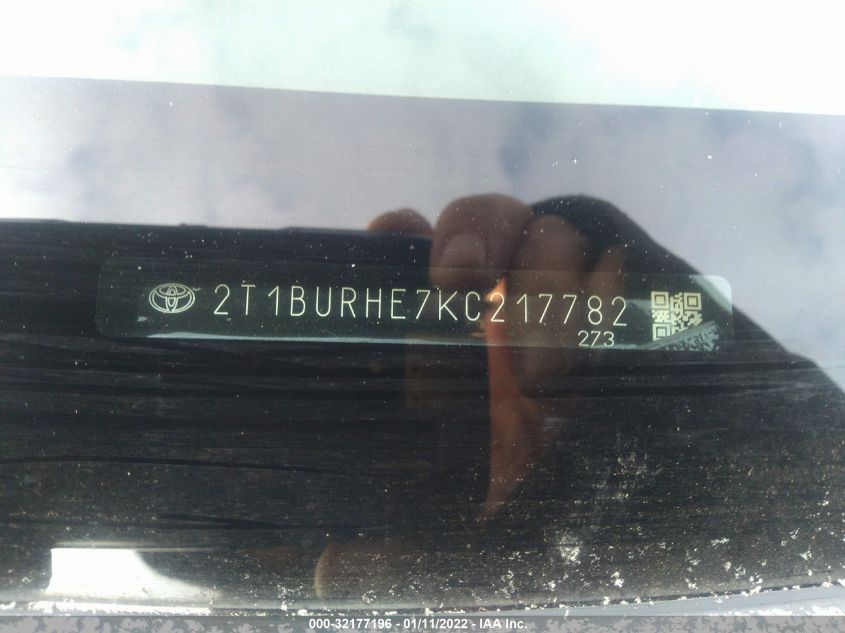 2T1BURHE7KC217782
273
000-32177196 - 01/11/2022 - IAA Inc.